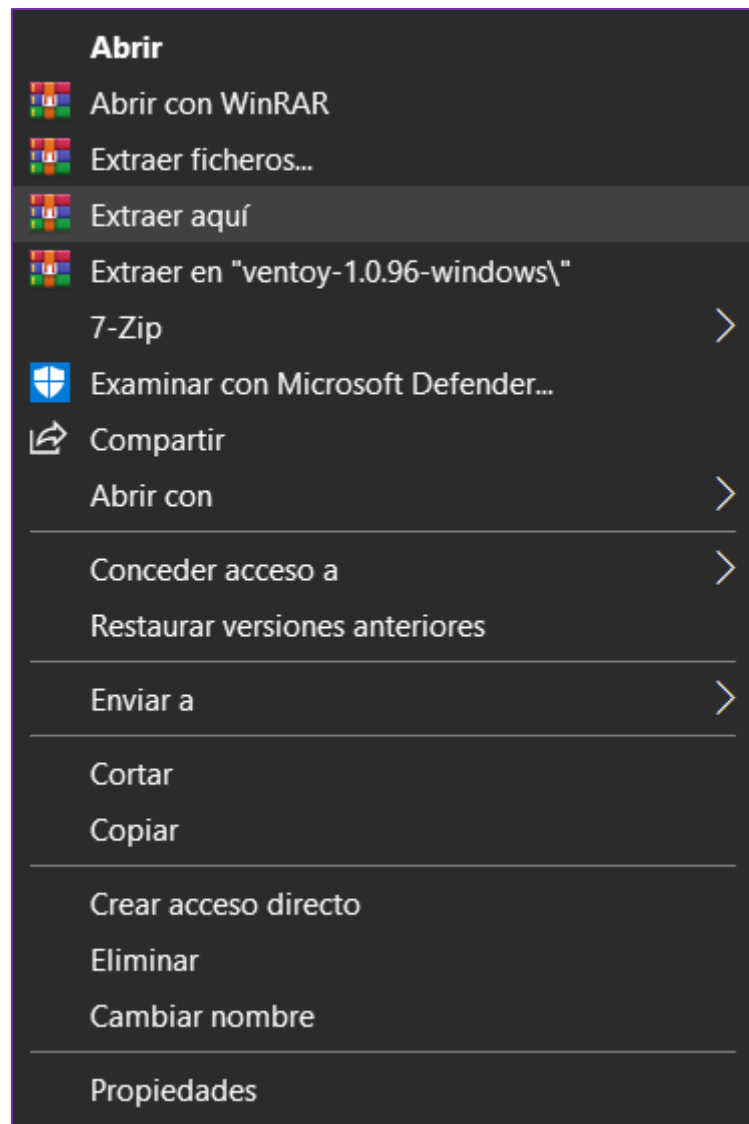 Abrir
Abrir con WinRAR
Extraer ficheros...
Extraer aquí
Extraer en "ventoy-1.0.96-windows\"
7-Zip
Examinar con Microsoft Defender...
Compartir
Abrir con
Conceder acceso a
Restaurar versiones anteriores
Enviar a
Cortar
Copiar
Crear acceso directo
Eliminar
Cambiar nombre
Propiedades